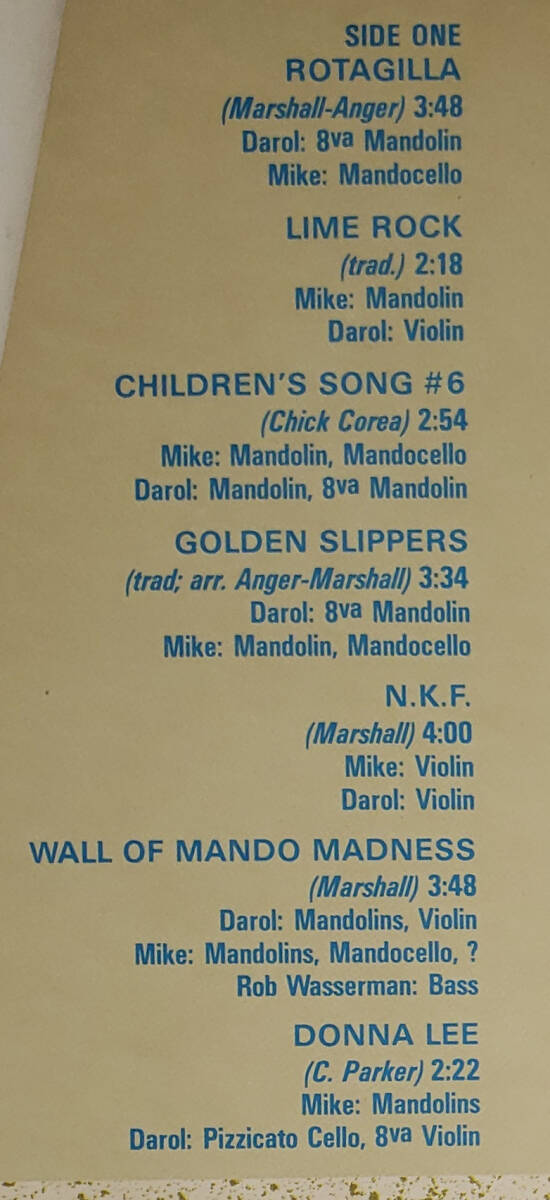 SIDE ONE
ROTAGILLA
(Marshall-Anger) 3:48
Darol: 8va Mandolin
Mike: Mandocello
LIME ROCK
(trad.) 2:18
Mike: Mandolin
Darol: Violin
CHILDREN'S SONG #6
(Chick Corea) 2:54
Mike: Mandolin, Mandocello
Darol: Mandolin, 8va Mandolin
GOLDEN SLIPPERS
(trad; arr. Anger-Marshall) 3:34
Darol: 8va Mandolin
Mike: Mandolin, Mandocello
N.K.F.
(Marshall) 4:00
Mike: Violin
Darol: Violin
WALL OF MANDO MADNESS
(Marshall) 3:48
Darol: Mandolins, Violin
Mike: Mandolins, Mandocello, ?
Rob Wasserman: Bass
DONNA LEE
(C. Parker) 2:22
Mike: Mandolins
Darol: Pizzicato Cello, 8va Violin